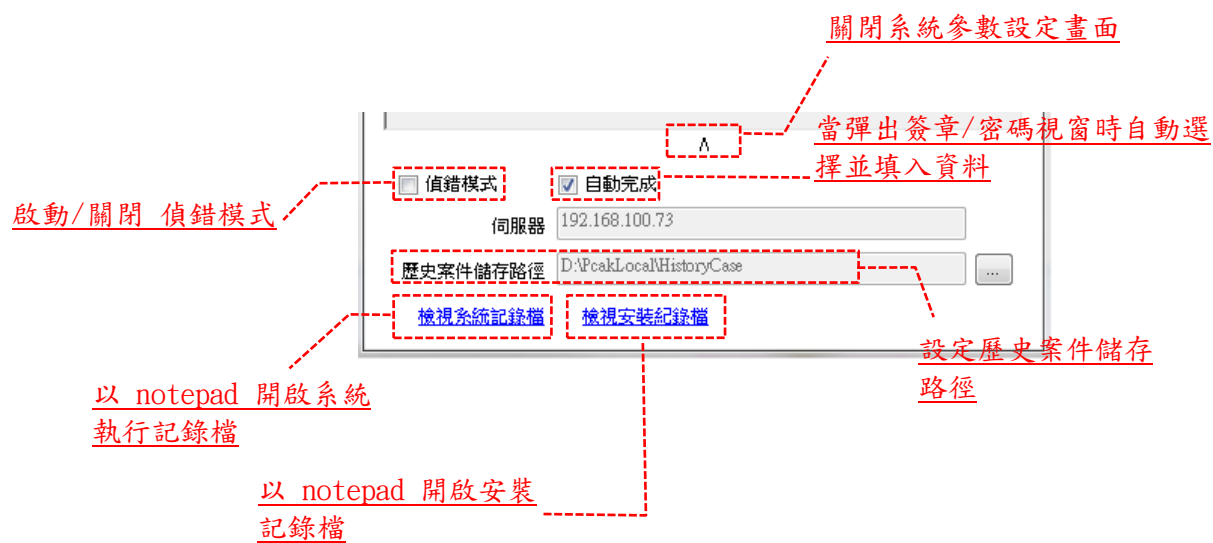 關閉系統參數設定畫面
當彈出簽章/密碼視窗時自動選
擇並填入資料
^
偵錯模式
自動完成
啟動/關閉 偵錯模式
伺服器
192.168.100.73
歷史案件儲存路徑
D:\PcakLocal\HistoryCase
...
檢視系統記錄檔
檢視安裝紀錄檔
設定歷史案件儲存
路徑
以 notepad 開啟系統
執行記錄檔
以 notepad 開啟安裝
記錄檔